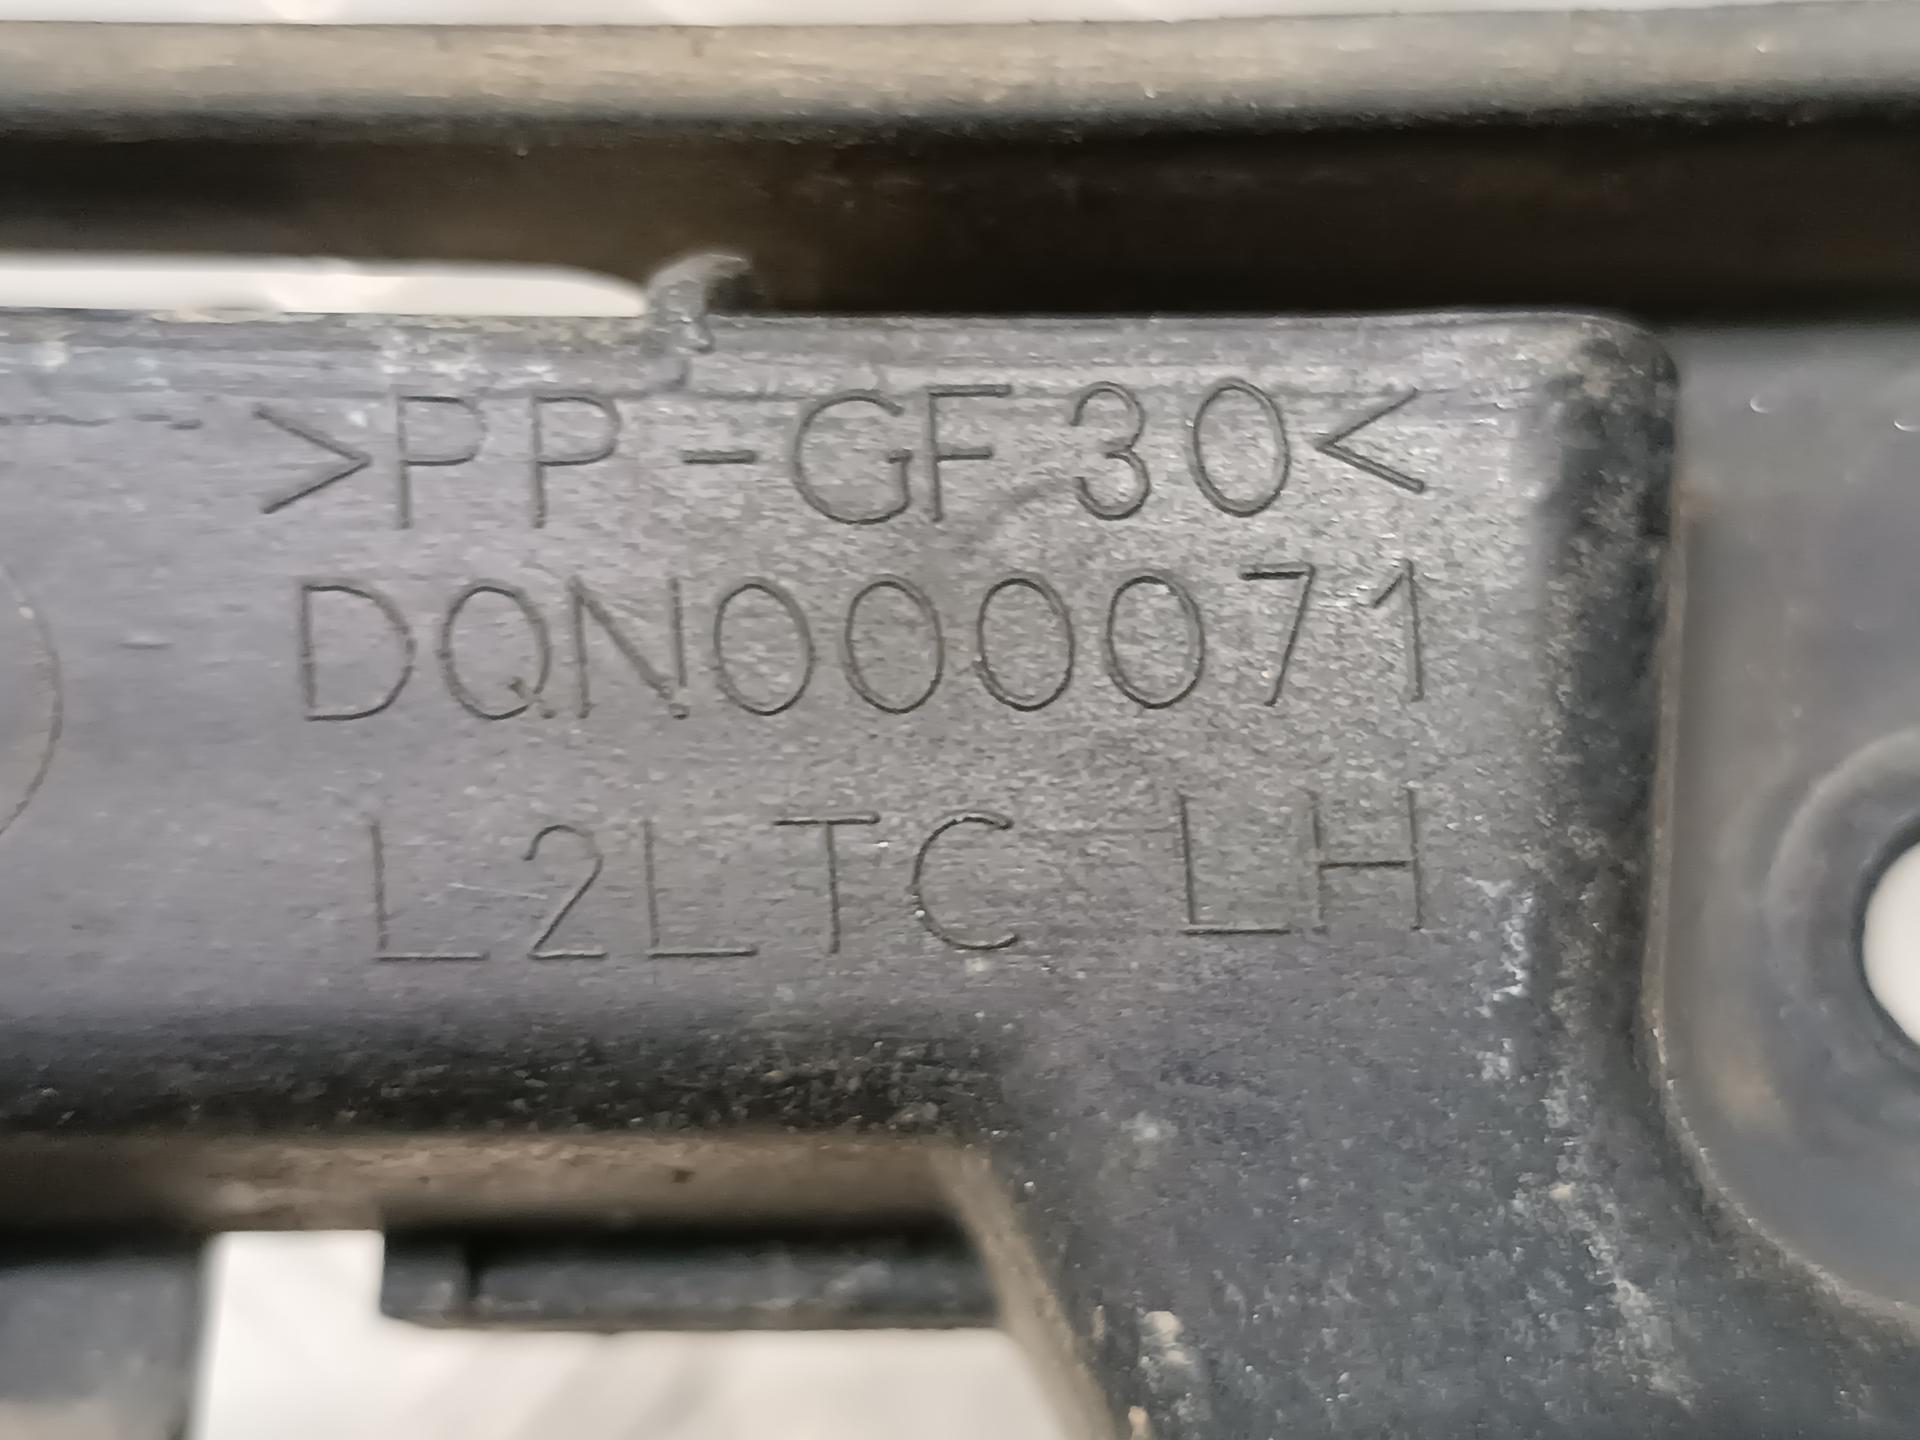 >PP-GF30<
DQN000071
L2LTC LH